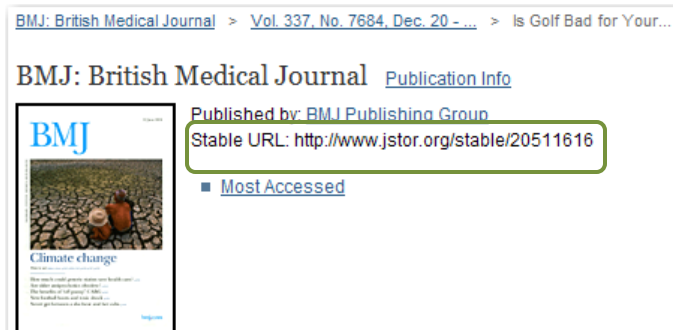 BMJ: British Medical Journal > Vol. 337, No. 7684, Dec. 20 - ... > Is Golf Bad for Your...
BMJ: British Medical Journal Publication Info
Published by: BMJ Publishing Group
Stable URL: http://www.jstor.org/stable/20511616
Most Accessed
BMJ
Climate change